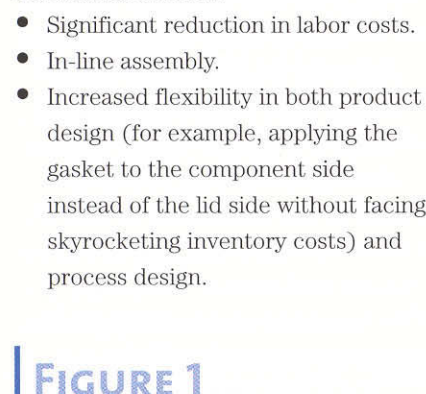 • Significant reduction in labor costs.
• In-line assembly.
• Increased flexibility in both product
design (for example, applying the
gasket to the component side
instead of the lid side without facing
skyrocketing inventory costs) and
process design.
FIGURE 1